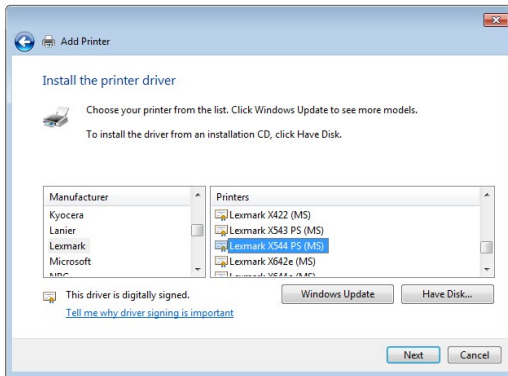 Add Printer
Install the printer driver
Choose your printer from the list. Click Windows Update to see more models.
To install the driver from an installation CD, click Have Disk.
Manufacturer
Kyocera
Lanier
Lexmark
Microsoft
Printers
Lexmark X422 (MS)
Lexmark X543 PS (MS)
Lexmark X544 PS (MS)
Lexmark X642e (MS)
This driver is digitally signed.
Tell me why driver signing is important
Windows Update
Have Disk...
Next
Cancel